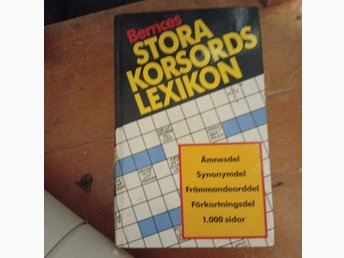 Bernces
STORA
KORSORDS
LEXIKON
Ämnesdel
Synonymdel
Främmandeorddel
Förkortningsdel
1.000 sidor